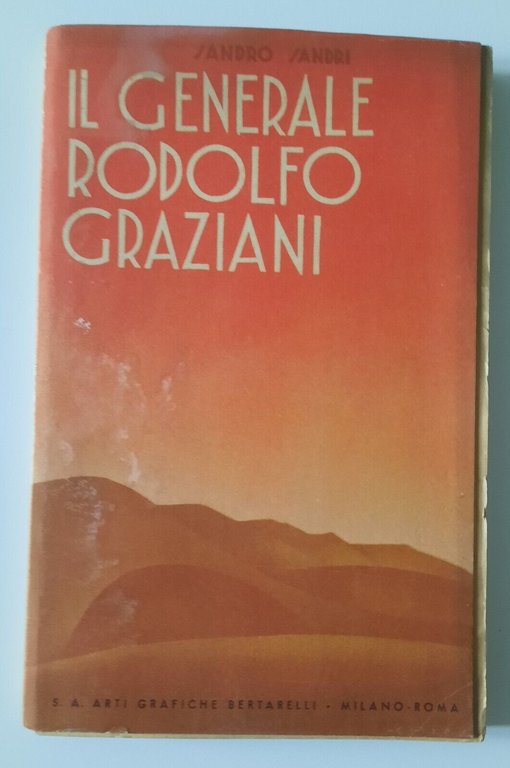 SANDRO SANDRI
IL GENERALE
RODOLFO
GRAZIANI
S. A. ARTI GRAFICHE BERTARELLI - MILANO-ROMA